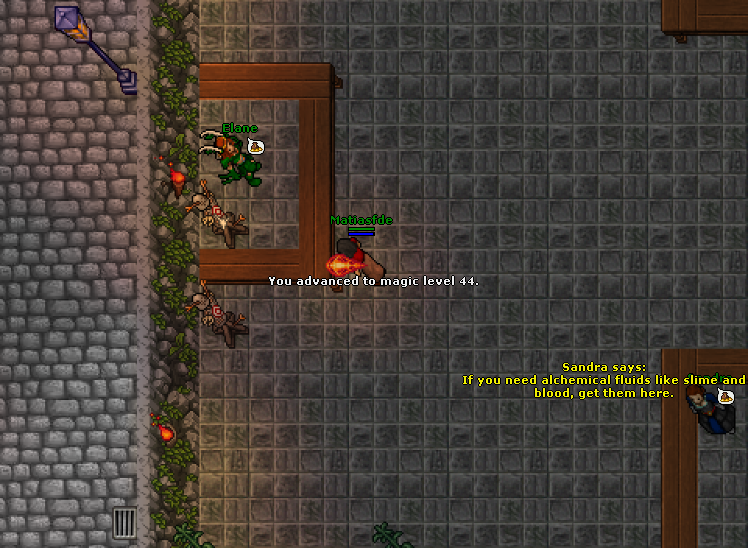 Elane
Matiasfde
You advanced to magic level 44.
Sandra says:
If you need alchemical fluids like slime and
blood, get them here.